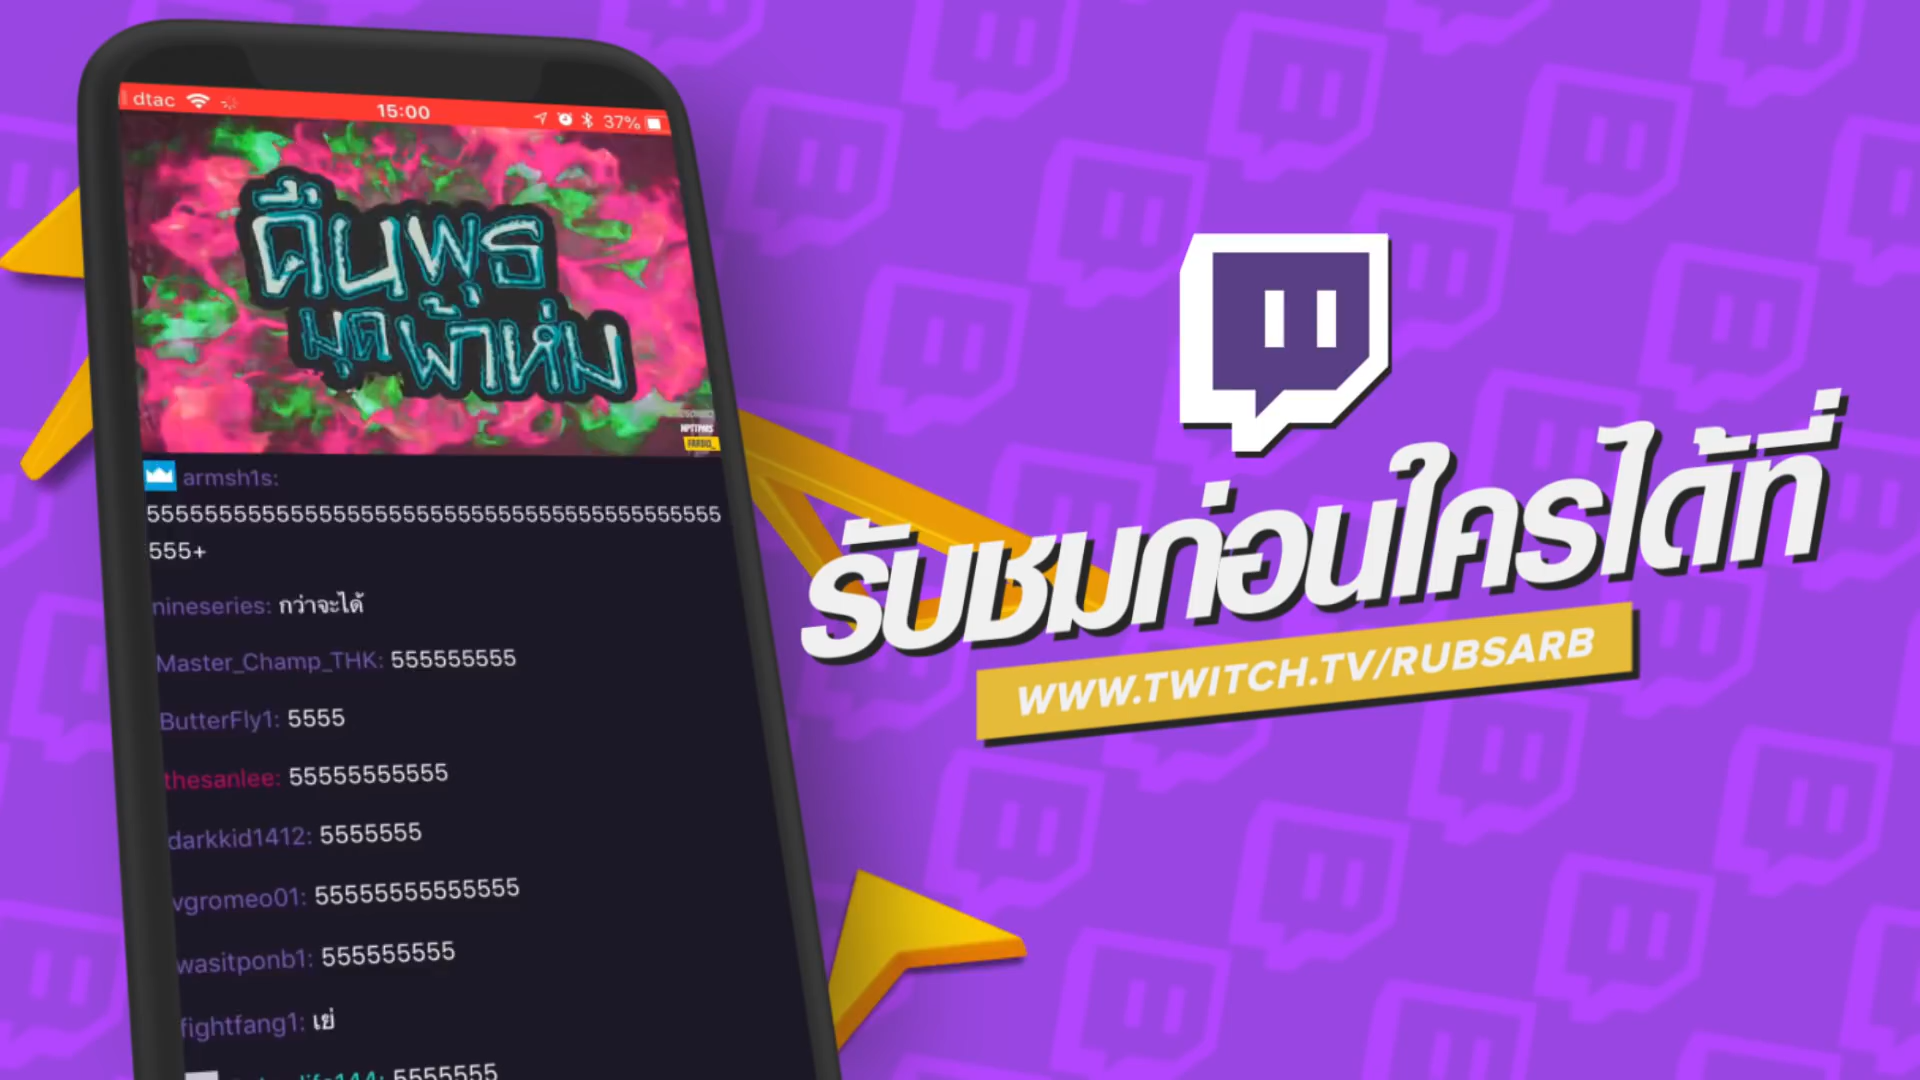 dtac
15:00
37%
คืนพุธ
มุดผ้าห่ม
NPTTPMS
armsh1s:
5555555555555555555555555555555555555555
555+
nineseries: กว่าจะได้
Master_Champ_THK: 555555555
ButterFly1: 5555
thesanlee: 55555555555
darkkid1412: 5555555
vgromeo01: 55555555555555
wasitponb1: 555555555
fightfang1: เย่
5555555
รับชมก่อนใครได้ที่
WWW.TWITCH.TV/RUBSARB